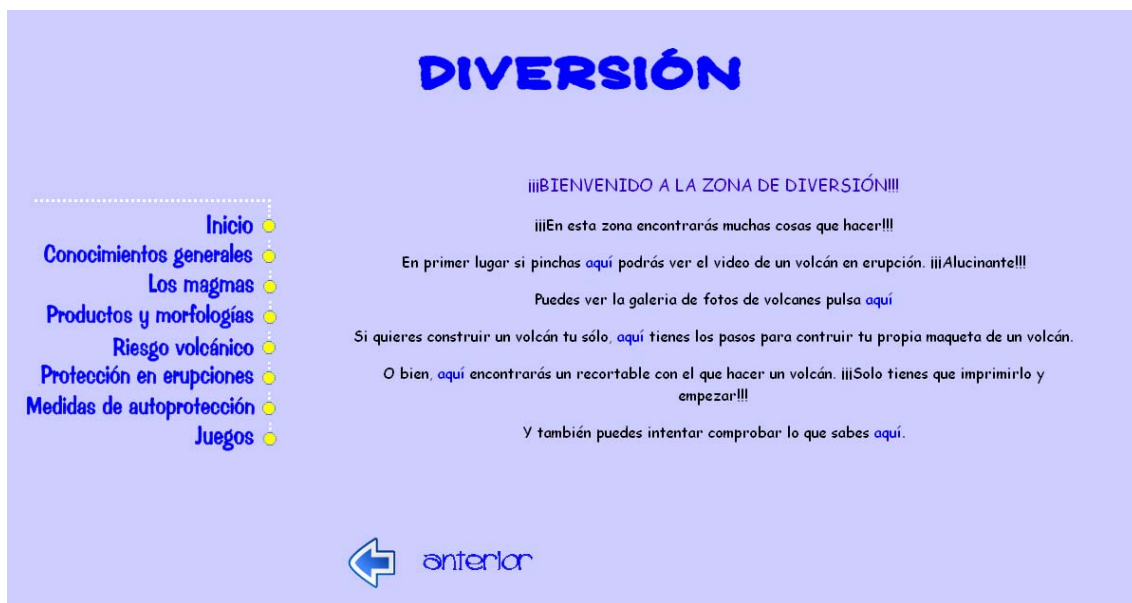 DIVERSIÓN
Inicio
Conocimientos generales
Los magmas
Productos y morfologías
Riesgo volcánico
Protección en erupciones
Medidas de autoprotección
Juegos
¡¡¡BIENVENIDO A LA ZONA DE DIVERSIÓN!!!
¡¡¡En esta zona encontrarás muchas cosas que hacer!!!
En primer lugar si pinchas aquí podrás ver el video de un volcán en erupción. ¡¡¡Alucinante!!!
Puedes ver la galeria de fotos de volcanes pulsa aquí
Si quieres construir un volcán tu sólo, aquí tienes los pasos para contruir tu propia maqueta de un volcán.
O bien, aquí encontrarás un recortable con el que hacer un volcán. ¡¡¡Solo tienes que imprimirlo y
empezar!!!
Y también puedes intentar comprobar lo que sabes aquí.
anterior